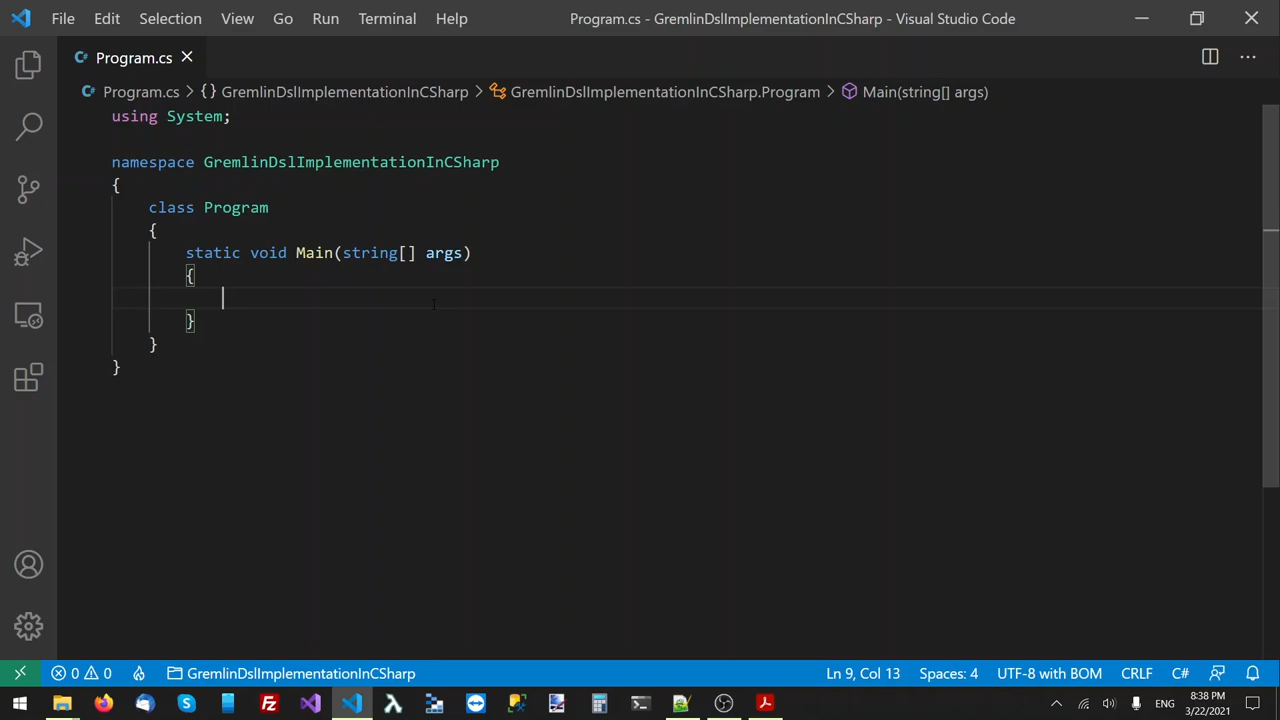 File Edit Selection View Go Run Terminal Help Program.cs - GremlinDslImplementationInCSharp - Visual Studio Code
C# Program.cs
C# Program.cs > {} GremlinDslImplementationInCSharp > GremlinDslImplementationInCSharp.Program > Main(string[] args)
using System;
namespace GremlinDslImplementationInCSharp
{
class Program
{
static void Main(string[] args)
{
}
}
}
0 0 GremlinDslImplementationInCSharp Ln 9, Col 13 Spaces: 4 UTF-8 with BOM CRLF C#
ENG 8:38 PM
3/22/2021